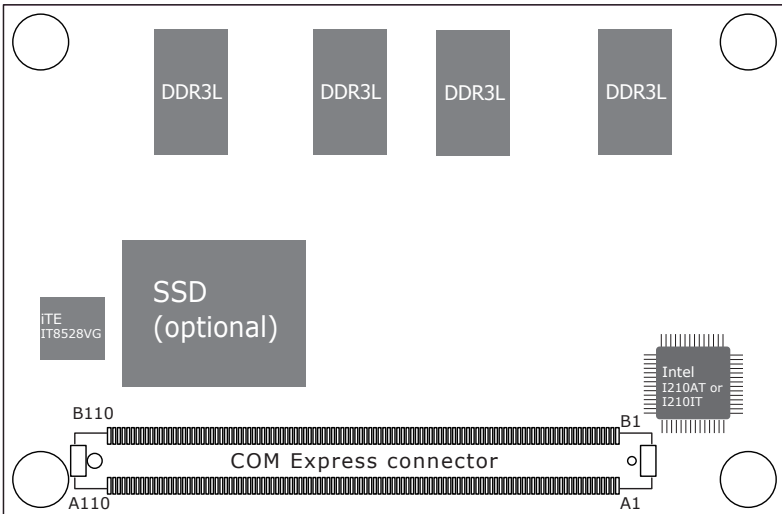 DDR3L
DDR3L
DDR3L
DDR3L
SSD
(optional)
iTE
IT8528VG
Intel
I210AT or
I210IT
B110
B1
COM Express connector
A110
A1